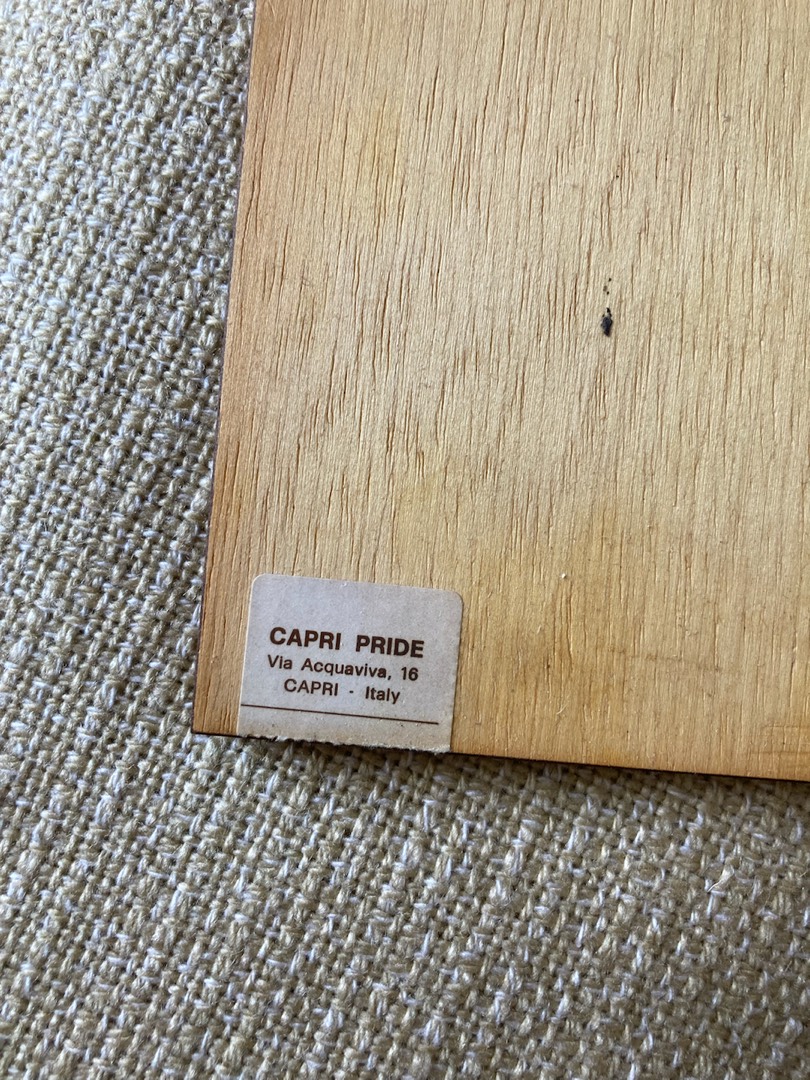 CAPRI PRIDE
Via Acquaviva, 16
CAPRI - Italy